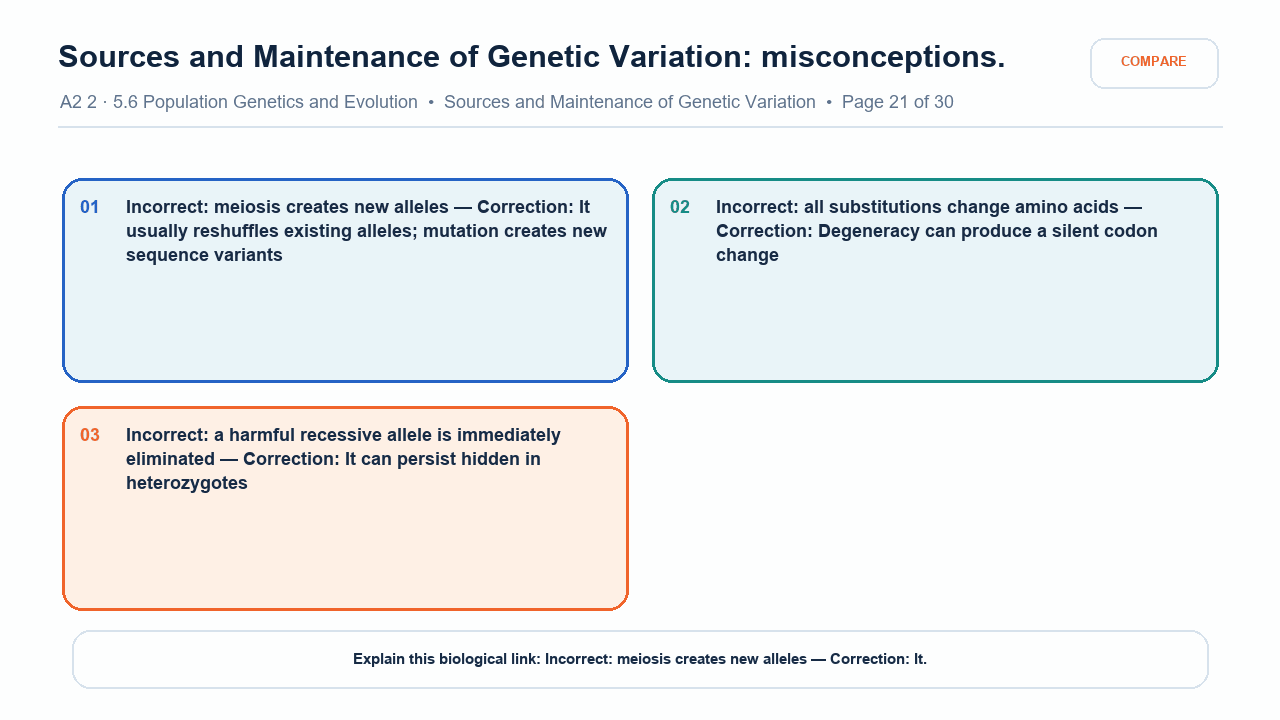 Sources and Maintenance of Genetic Variation: misconceptions.
COMPARE
A2 2 · 5.6 Population Genetics and Evolution • Sources and Maintenance of Genetic Variation • Page 21 of 30
01
Incorrect: meiosis creates new alleles — Correction: It
usually reshuffles existing alleles; mutation creates new
sequence variants
02
Incorrect: all substitutions change amino acids —
Correction: Degeneracy can produce a silent codon
change
03
Incorrect: a harmful recessive allele is immediately
eliminated — Correction: It can persist hidden in
heterozygotes
Explain this biological link: Incorrect: meiosis creates new alleles — Correction: It.